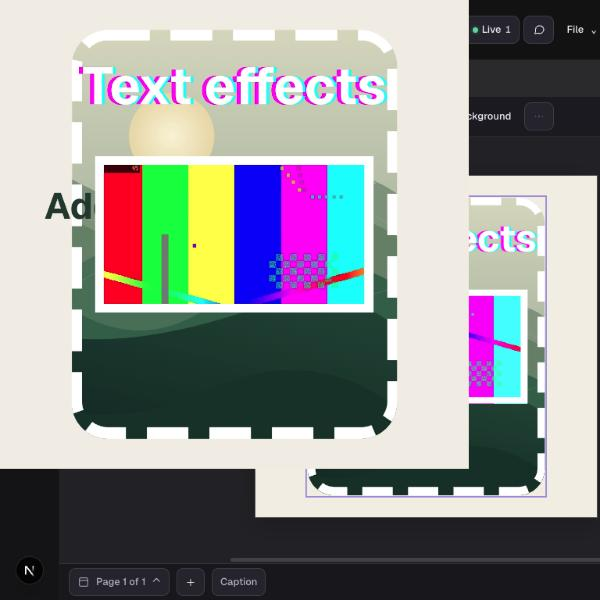 Live 1
File
Text effects
ckground
Ad
ects
N
Page 1 of 1
+
Caption